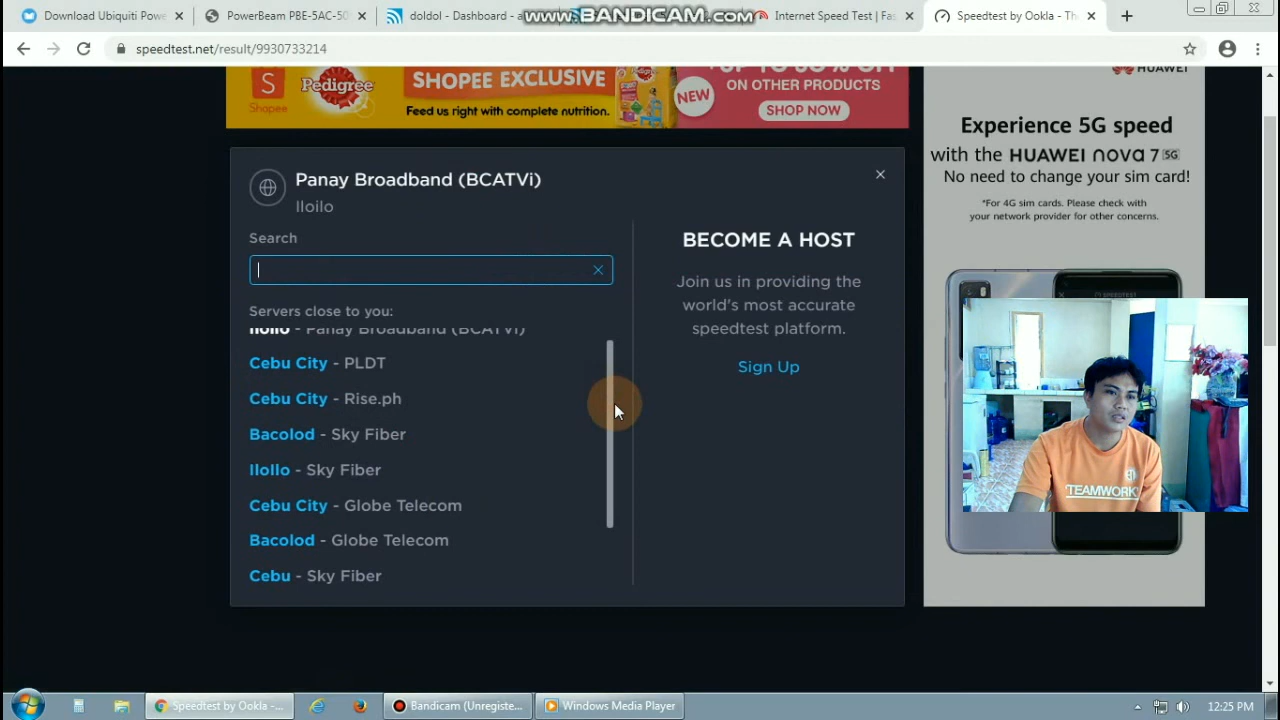 Download Ubiquiti Powe
PowerBeam PBE-5AC-50
doldol - Dashboard - a
WWW.BANDICAM.COM
Internet Speed Test | Fas
Speedtest by Ookla - Th
speedtest.net/result/9930733214
Shopee
Pedigree
SHOPEE EXCLUSIVE
Feed us right with complete nutrition.
NEW
ON OTHER PRODUCTS
SHOP NOW
HUAWEI
Experience 5G speed
with the HUAWEI nova 7 5G
No need to change your sim card!
*For 4G sim cards. Please check with
your network provider for other concerns.
Panay Broadband (BCATVi)
Iloilo
Search
Servers close to you:
Iloilo - Panay Broadband (BCATVi)
Cebu City - PLDT
Cebu City - Rise.ph
Bacolod - Sky Fiber
Iloilo - Sky Fiber
Cebu City - Globe Telecom
Bacolod - Globe Telecom
Cebu - Sky Fiber
BECOME A HOST
Join us in providing the
world's most accurate
speedtest platform.
Sign Up
SPEEDTEST
TEAMWORK
Speedtest by Ookla -...
Bandicam (Unregiste...
Windows Media Player
12:25 PM